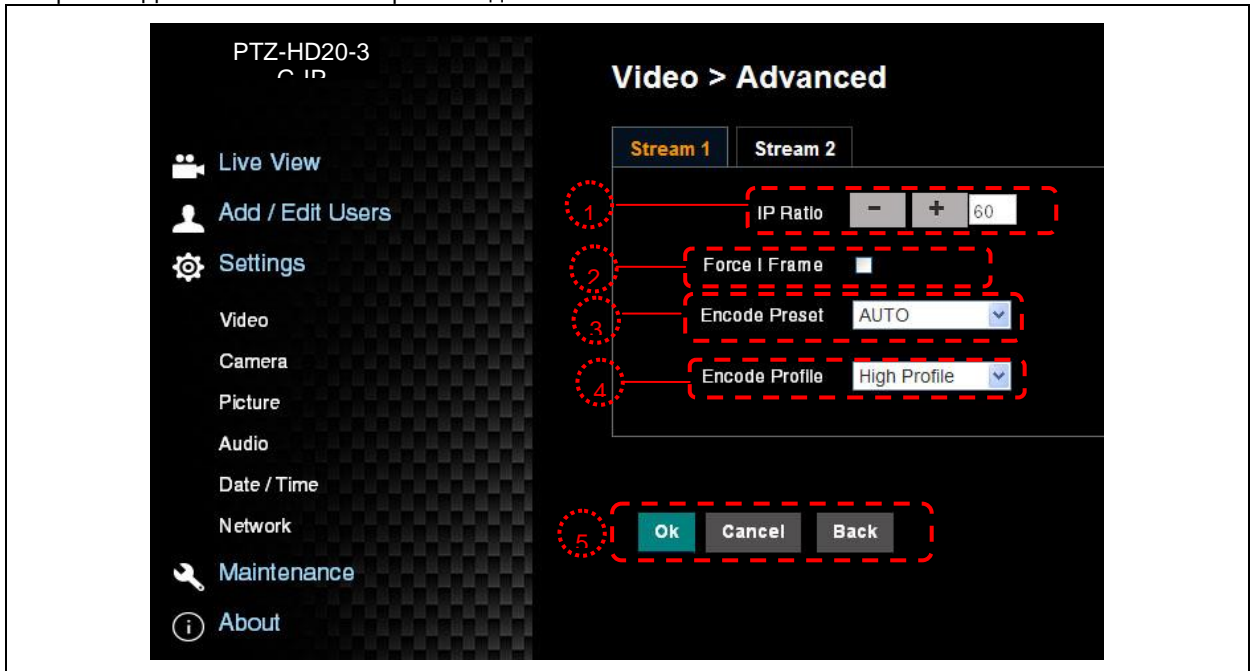 PTZ-HD20-3
Video > Advanced
Stream 1 Stream 2
Live View
Add / Edit Users
Settings
Video
Camera
Picture
Audio
Date / Time
Network
Maintenance
About
1 IP Ratio - + 60
2 Force I Frame
3 Encode Preset AUTO
4 Encode Profile High Profile
5 Ok Cancel Back